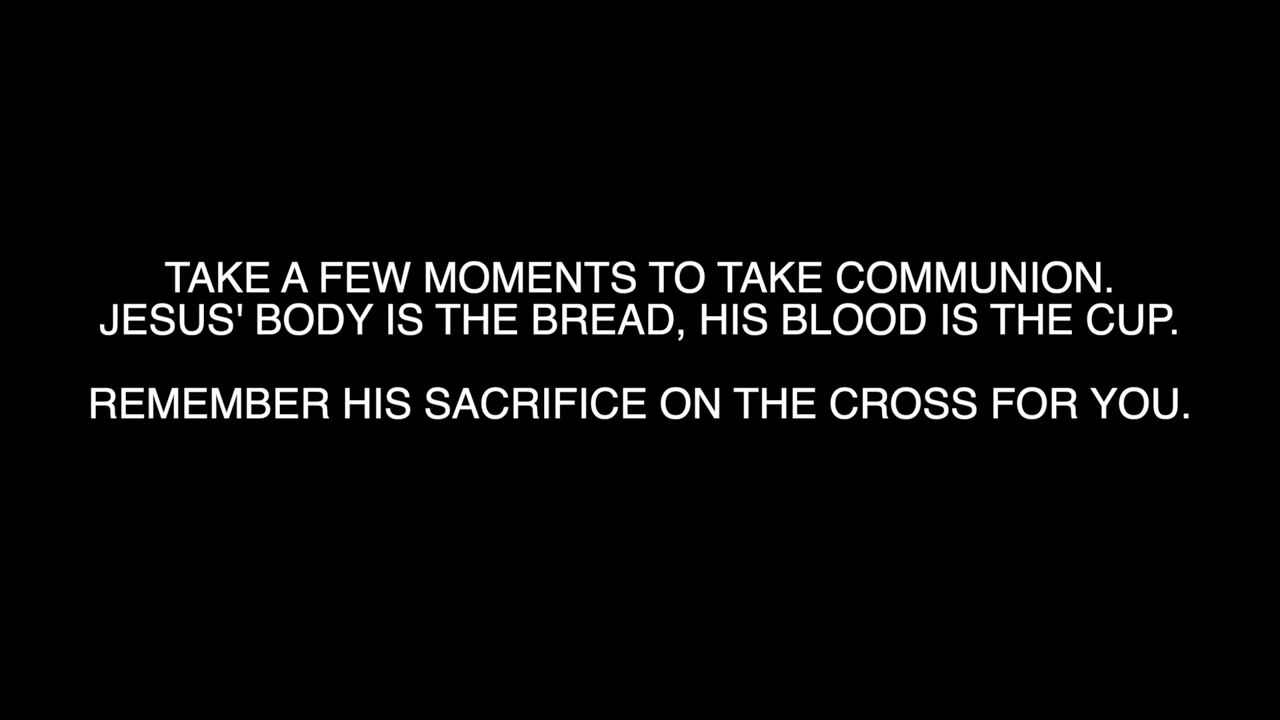 TAKE A FEW MOMENTS TO TAKE COMMUNION.
JESUS' BODY IS THE BREAD, HIS BLOOD IS THE CUP.
REMEMBER HIS SACRIFICE ON THE CROSS FOR YOU.